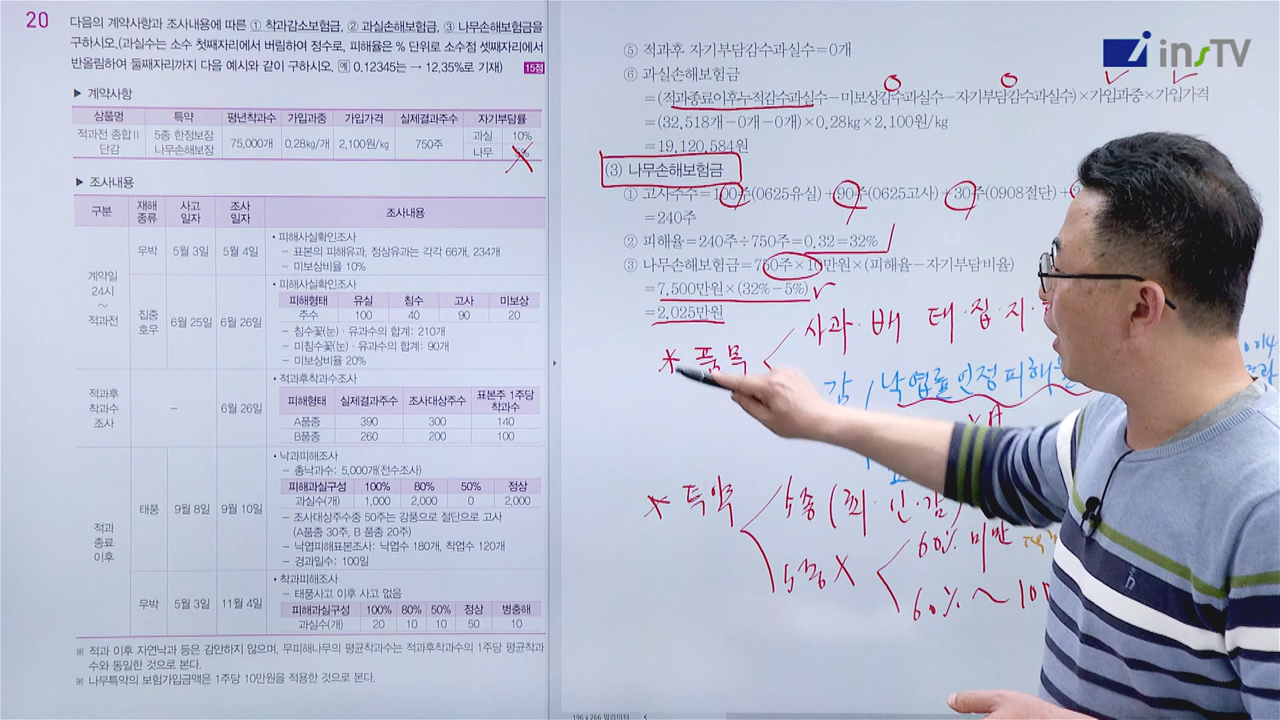 20
다음의 계약사항과 조사내용에 따른 ① 착과감소보험금, ② 과실손해보험금, ③ 나무손해보험금을
구하시오.(과실수는 소수 첫째자리에서 버림하여 정수로, 피해율은 % 단위로 소수점 셋째자리에서
반올림하여 둘째자리까지 다음 예시와 같이 구하시오. 예 0.12345는 → 12.35%로 기재) 15점
▶ 계약사항
상품명 특약 평년착과수 가입과중 가입가격 실제결과주수 자기부담률
적과전 종합Ⅱ 단감 5종 한정보장 나무손해보장 75,000개 0.28kg/개 2,100원/kg 750주 과실 10%
나무
▶ 조사내용
구분 재해종류 사고일자 조사일자 조사내용
계약일 24시 ~ 적과전
우박 5월 3일 5월 4일
• 피해사실확인조사
– 표본의 피해유과, 정상유과는 각각 66개, 234개
– 미보상비율 10%
집중호우 6월 25일 6월 26일
• 피해사실확인조사
피해형태 유실 침수 고사 미보상
주수 100 40 90 20
– 침수꽃(눈)·유과수의 합계: 210개
– 미침수꽃(눈)·유과수의 합계: 90개
– 미보상비율 20%
적과후 착과수 조사 – 6월 26일
• 적과후착과수조사
피해형태 실제결과주수 조사대상주수 표본주 1주당 착과수
A품종 390 300 140
B품종 260 200 100
적과 종료 이후
태풍 9월 8일 9월 10일
• 낙과피해조사
– 총낙과수: 5,000개(전수조사)
피해과실구성 100% 80% 50% 정상
과실수(개) 1,000 2,000 0 2,000
– 조사대상주수중 50주는 강풍으로 절단으로 고사
(A품종 30주, B 품종 20주)
– 낙엽피해표본조사: 낙엽수 180개, 착엽수 120개
– 경과일수: 100일
우박 5월 3일 11월 4일
• 착과피해조사
– 태풍사고 이후 사고 없음
피해과실구성 100% 80% 50% 정상 병충해
과실수(개) 20 10 10 50 10
※ 적과 이후 자연낙과 등은 감안하지 않으며, 무피해나무의 평균착과수는 적과후착과수의 1주당 평균착과
수와 동일한 것으로 본다.
※ 나무특약의 보험가입금액은 1주당 10만원을 적용한 것으로 본다.
⑤ 적과후 자기부담감수과실수=0개
⑥ 과실손해보험금
=(적과종료이후누적감수과실수–미보상감수과실수–자기부담감수과실수)×가입과중×가입가격
=(32,518개–0개–0개)×0.28kg×2,100원/kg
=19,120,584원
(3) 나무손해보험금
① 고사주수=100주(0625유실)+90주(0625고사)+30주(0908절단)+
=240주
② 피해율=240주÷750주=0.32=32%
③ 나무손해보험금=750주×10만원×(피해율–자기부담비율)
=7,500만원×(32%–5%)
=2,025만원
* 품목
사과·배 태·집·지
감 낙엽률인정피해율
* 특약
5종 (
5종X
60% 미만
60% ~ 100
insTV
196 x 266 밀리미터